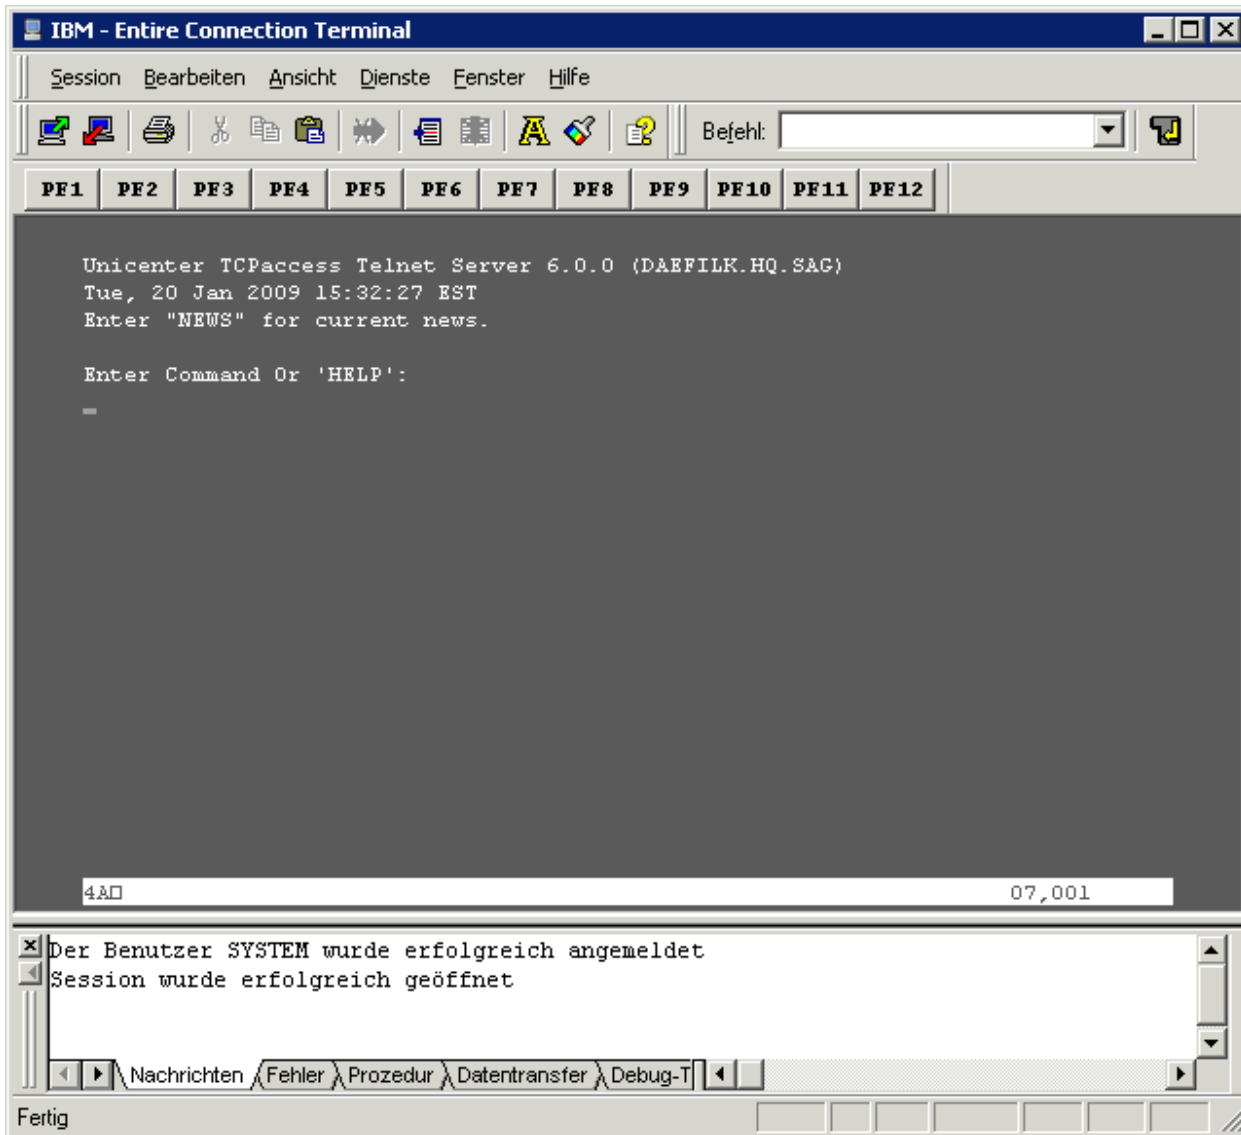 IBM - Entire Connection Terminal
Session Bearbeiten Ansicht Dienste Fenster Hilfe
Befehl:
PF1 PF2 PF3 PF4 PF5 PF6 PF7 PF8 PF9 PF10 PF11 PF12
Unicenter TCPaccess Telnet Server 6.0.0 (DAEFILK.HQ.SAG)
Tue, 20 Jan 2009 15:32:27 EST
Enter "NEWS" for current news.
Enter Command Or 'HELP':
4A□ 07,001
Der Benutzer SYSTEM wurde erfolgreich angemeldet
Session wurde erfolgreich geöffnet
Nachrichten Fehler Prozedur Datentransfer Debug-T
Fertig